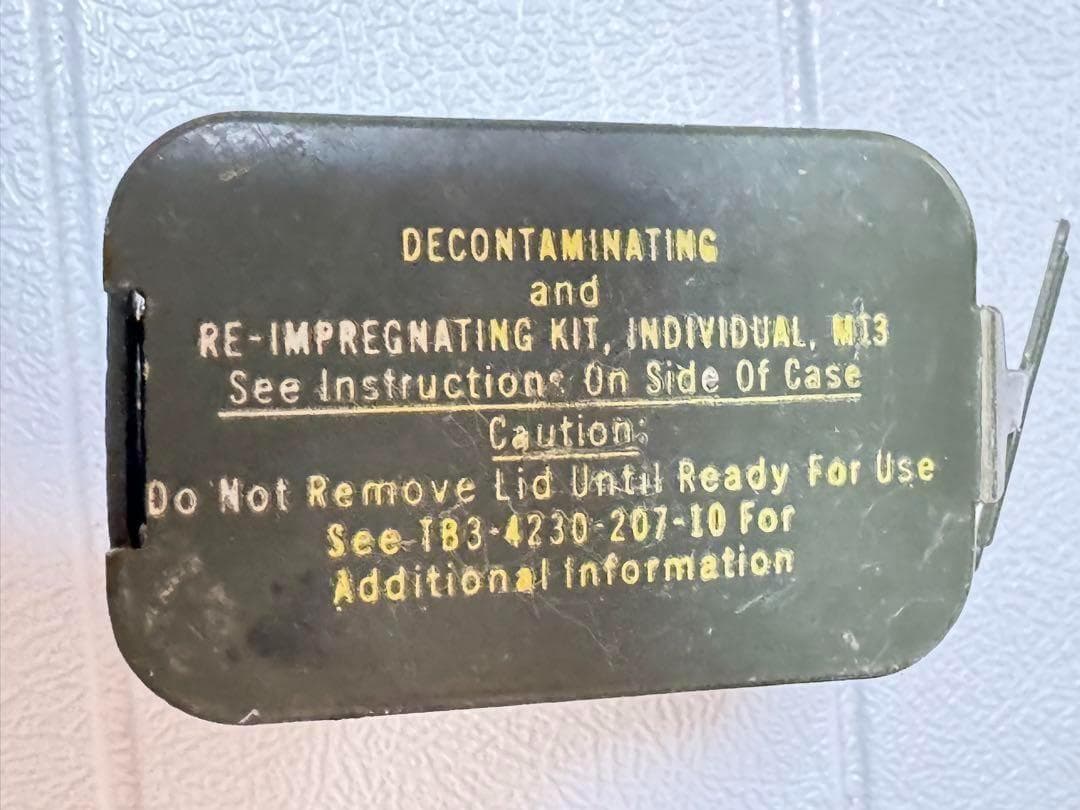 DECONTAMINATING
and
RE-IMPREGNATING KIT, INDIVIDUAL, M13
See Instructions On Side Of Case
Caution:
Do Not Remove Lid Until Ready For Use
See TB3-4230-207-10 For
Additional Information